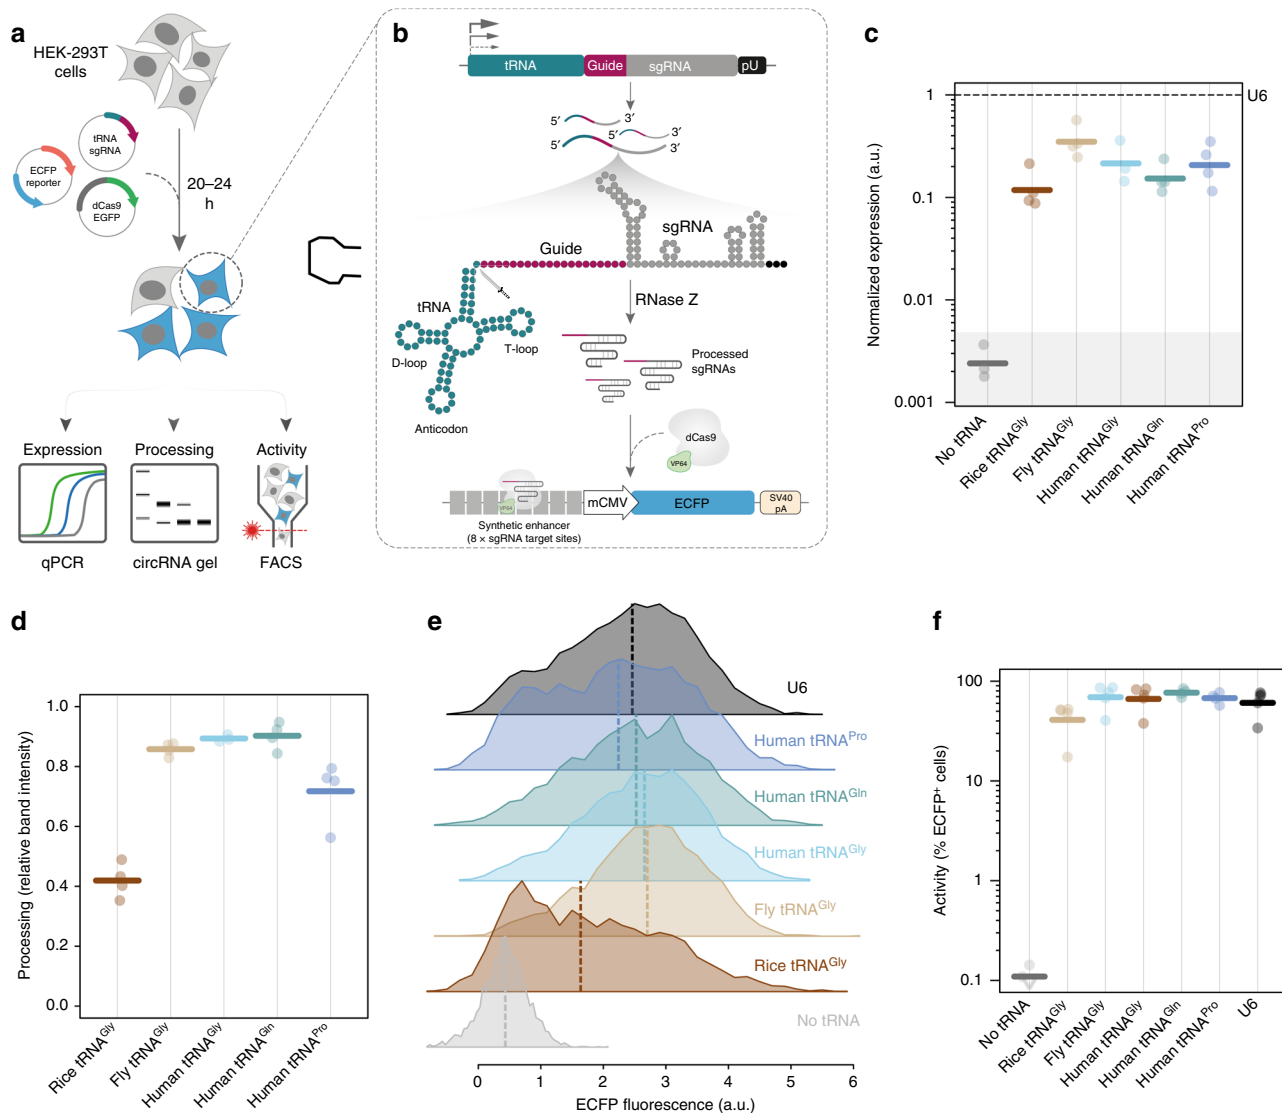 a
HEK-293T
cells
tRNA
sgRNA
ECFP
reporter
dCas9
EGFP
20–24
h
Expression
Processing
Activity
qPCR
circRNA gel
FACS
b
tRNA
Guide
sgRNA
pU
5′
3′
5′
3′
5′
3′
sgRNA
Guide
tRNA
D-loop
T-loop
Anticodon
RNase Z
Processed
sgRNAs
dCas9
VP64
VP64
mCMV
ECFP
SV40
pA
Synthetic enhancer
(8 × sgRNA target sites)
c
Normalized expression (a.u.)
1
0.1
0.01
0.001
U6
No tRNA
Rice tRNAGly
Fly tRNAGly
Human tRNAGly
Human tRNAGln
Human tRNAPro
d
Processing (relative band intensity)
1.0
0.8
0.6
0.4
0.2
0.0
Rice tRNAGly
Fly tRNAGly
Human tRNAGly
Human tRNAGln
Human tRNAPro
e
U6
Human tRNAPro
Human tRNAGln
Human tRNAGly
Fly tRNAGly
Rice tRNAGly
No tRNA
0 1 2 3 4 5 6
ECFP fluorescence (a.u.)
f
Activity (% ECFP+ cells)
100
10
1
0.1
No tRNA
Rice tRNAGly
Fly tRNAGly
Human tRNAGly
Human tRNAGln
Human tRNAPro
U6